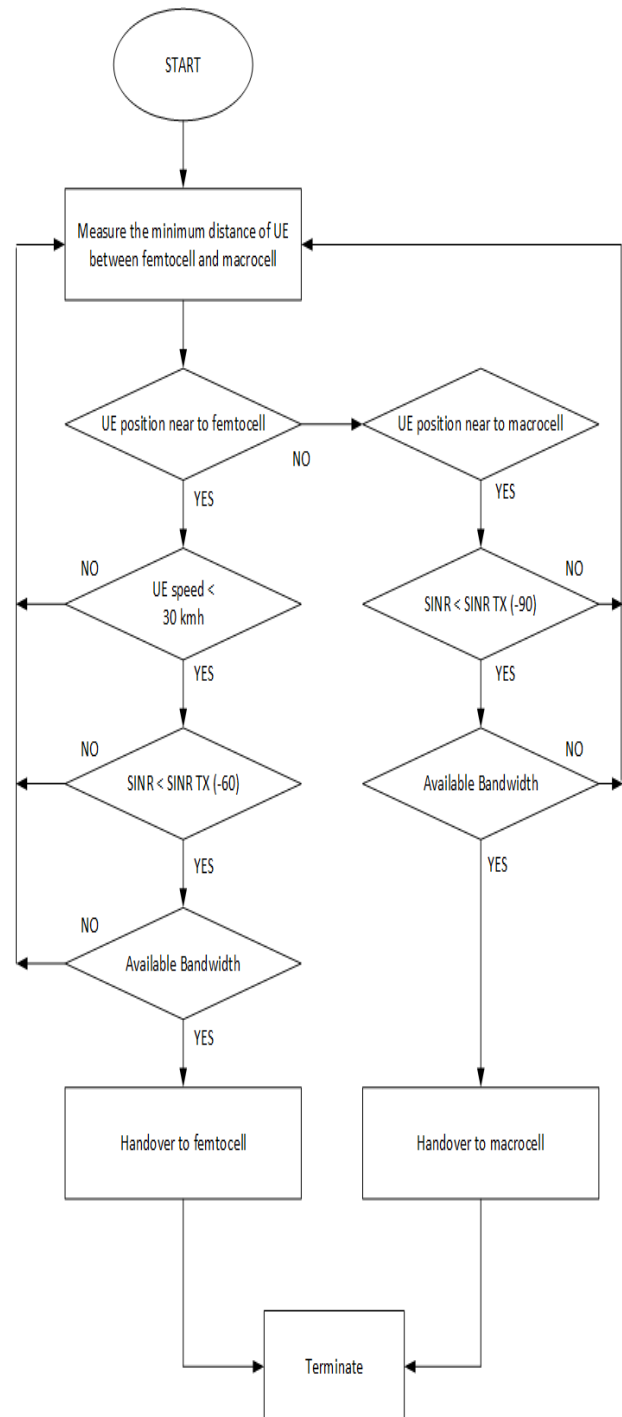 START
Measure the minimum distance of UE
between femtocell and macrocell
UE position near to femtocell
NO
UE position near to macrocell
YES
YES
NO
UE speed <
30 kmh
NO
SINR < SINR TX (-90)
YES
YES
NO
SINR < SINR TX (-60)
NO
Available Bandwidth
YES
YES
NO
Available Bandwidth
YES
Handover to femtocell
Handover to macrocell
Terminate